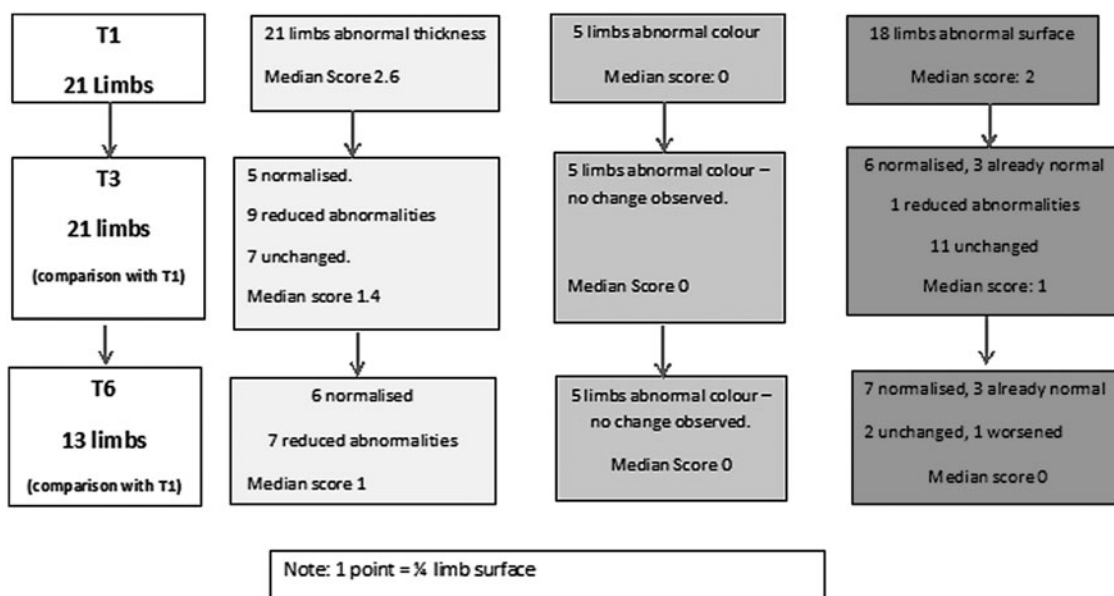 T1
21 Limbs
21 limbs abnormal thickness
Median Score 2.6
5 limbs abnormal colour
Median score: 0
18 limbs abnormal surface
Median score: 2
T3
21 limbs
(comparison with T1)
5 normalised.
9 reduced abnormalities
7 unchanged.
Median score 1.4
5 limbs abnormal colour –
no change observed.
Median Score 0
6 normalised, 3 already normal
1 reduced abnormalities
11 unchanged
Median score: 1
T6
13 limbs
(comparison with T1)
6 normalised
7 reduced abnormalities
Median score 1
5 limbs abnormal colour –
no change observed.
Median Score 0
7 normalised, 3 already normal
2 unchanged, 1 worsened
Median score 0
Note: 1 point = ¼ limb surface